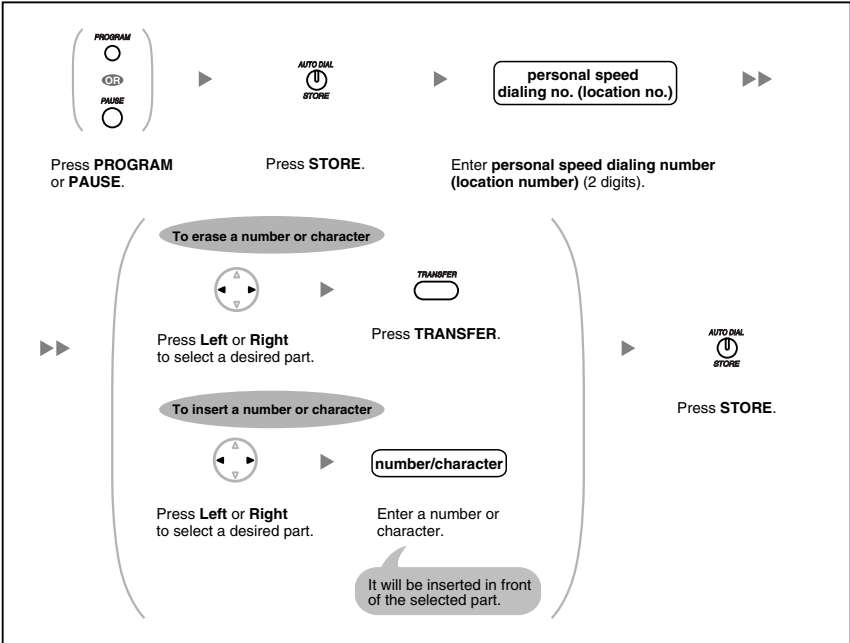 PROGRAM
OR
PAUSE
AUTO DIAL
STORE
personal speed
dialing no. (location no.)
Press PROGRAM
or PAUSE.
Press STORE.
Enter personal speed dialing number
(location number) (2 digits).
To erase a number or character
TRANSFER
Press Left or Right
to select a desired part.
Press TRANSFER.
To insert a number or character
number/character
Press Left or Right
to select a desired part.
Enter a number or
character.
It will be inserted in front
of the selected part.
AUTO DIAL
STORE
Press STORE.